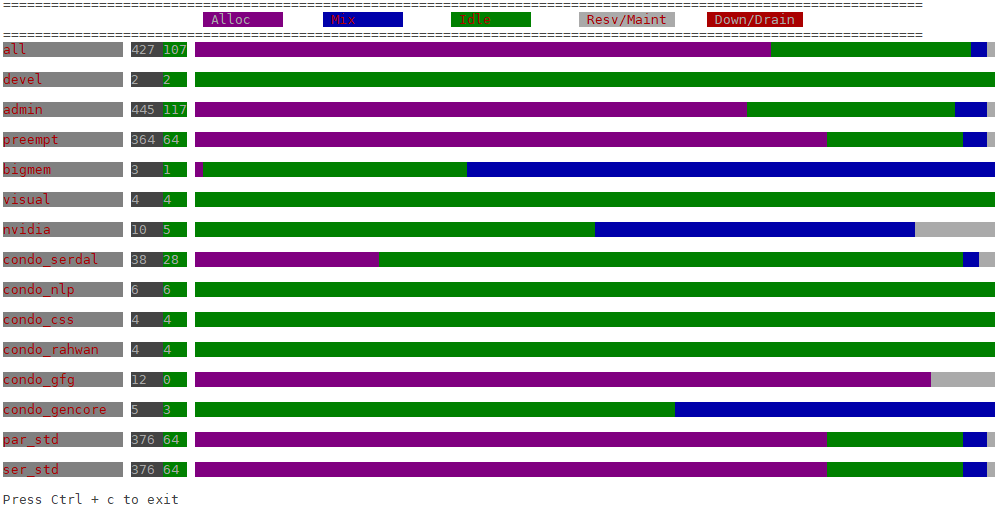 ===================================================================================================================
Alloc Mix Idle Resv/Maint Down/Drain
===================================================================================================================
all 427 107
devel 2 2
admin 445 117
preempt 364 64
bigmem 3 1
visual 4 4
nvidia 10 5
condo_serdal 38 28
condo_nlp 6 6
condo_css 4 4
condo_rahwan 4 4
condo_gfg 12 0
condo_gencore 5 3
par_std 376 64
ser_std 376 64
Press Ctrl + c to exit